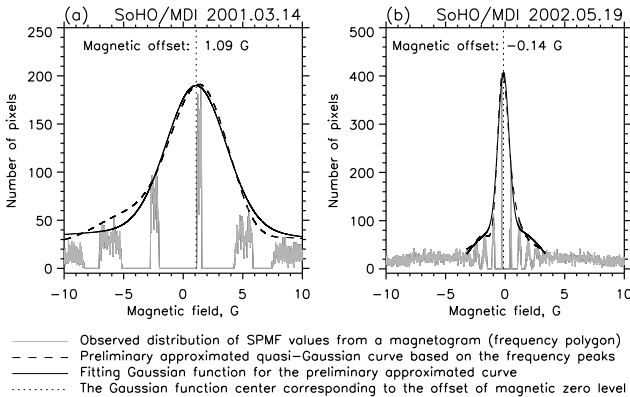 (a) SoHO/MDI 2001.03.14
Magnetic offset: 1.09 G
250
200
150
100
50
0
Number of pixels
−10 −5 0 5 10
Magnetic field, G
(b) SoHO/MDI 2002.05.19
Magnetic offset: −0.14 G
500
400
300
200
100
0
Number of pixels
−10 −5 0 5 10
Magnetic field, G
Observed distribution of SPMF values from a magnetogram (frequency polygon)
Preliminary approximated quasi-Gaussian curve based on the frequency peaks
Fitting Gaussian function for the preliminary approximated curve
The Gaussian function center corresponding to the offset of magnetic zero level